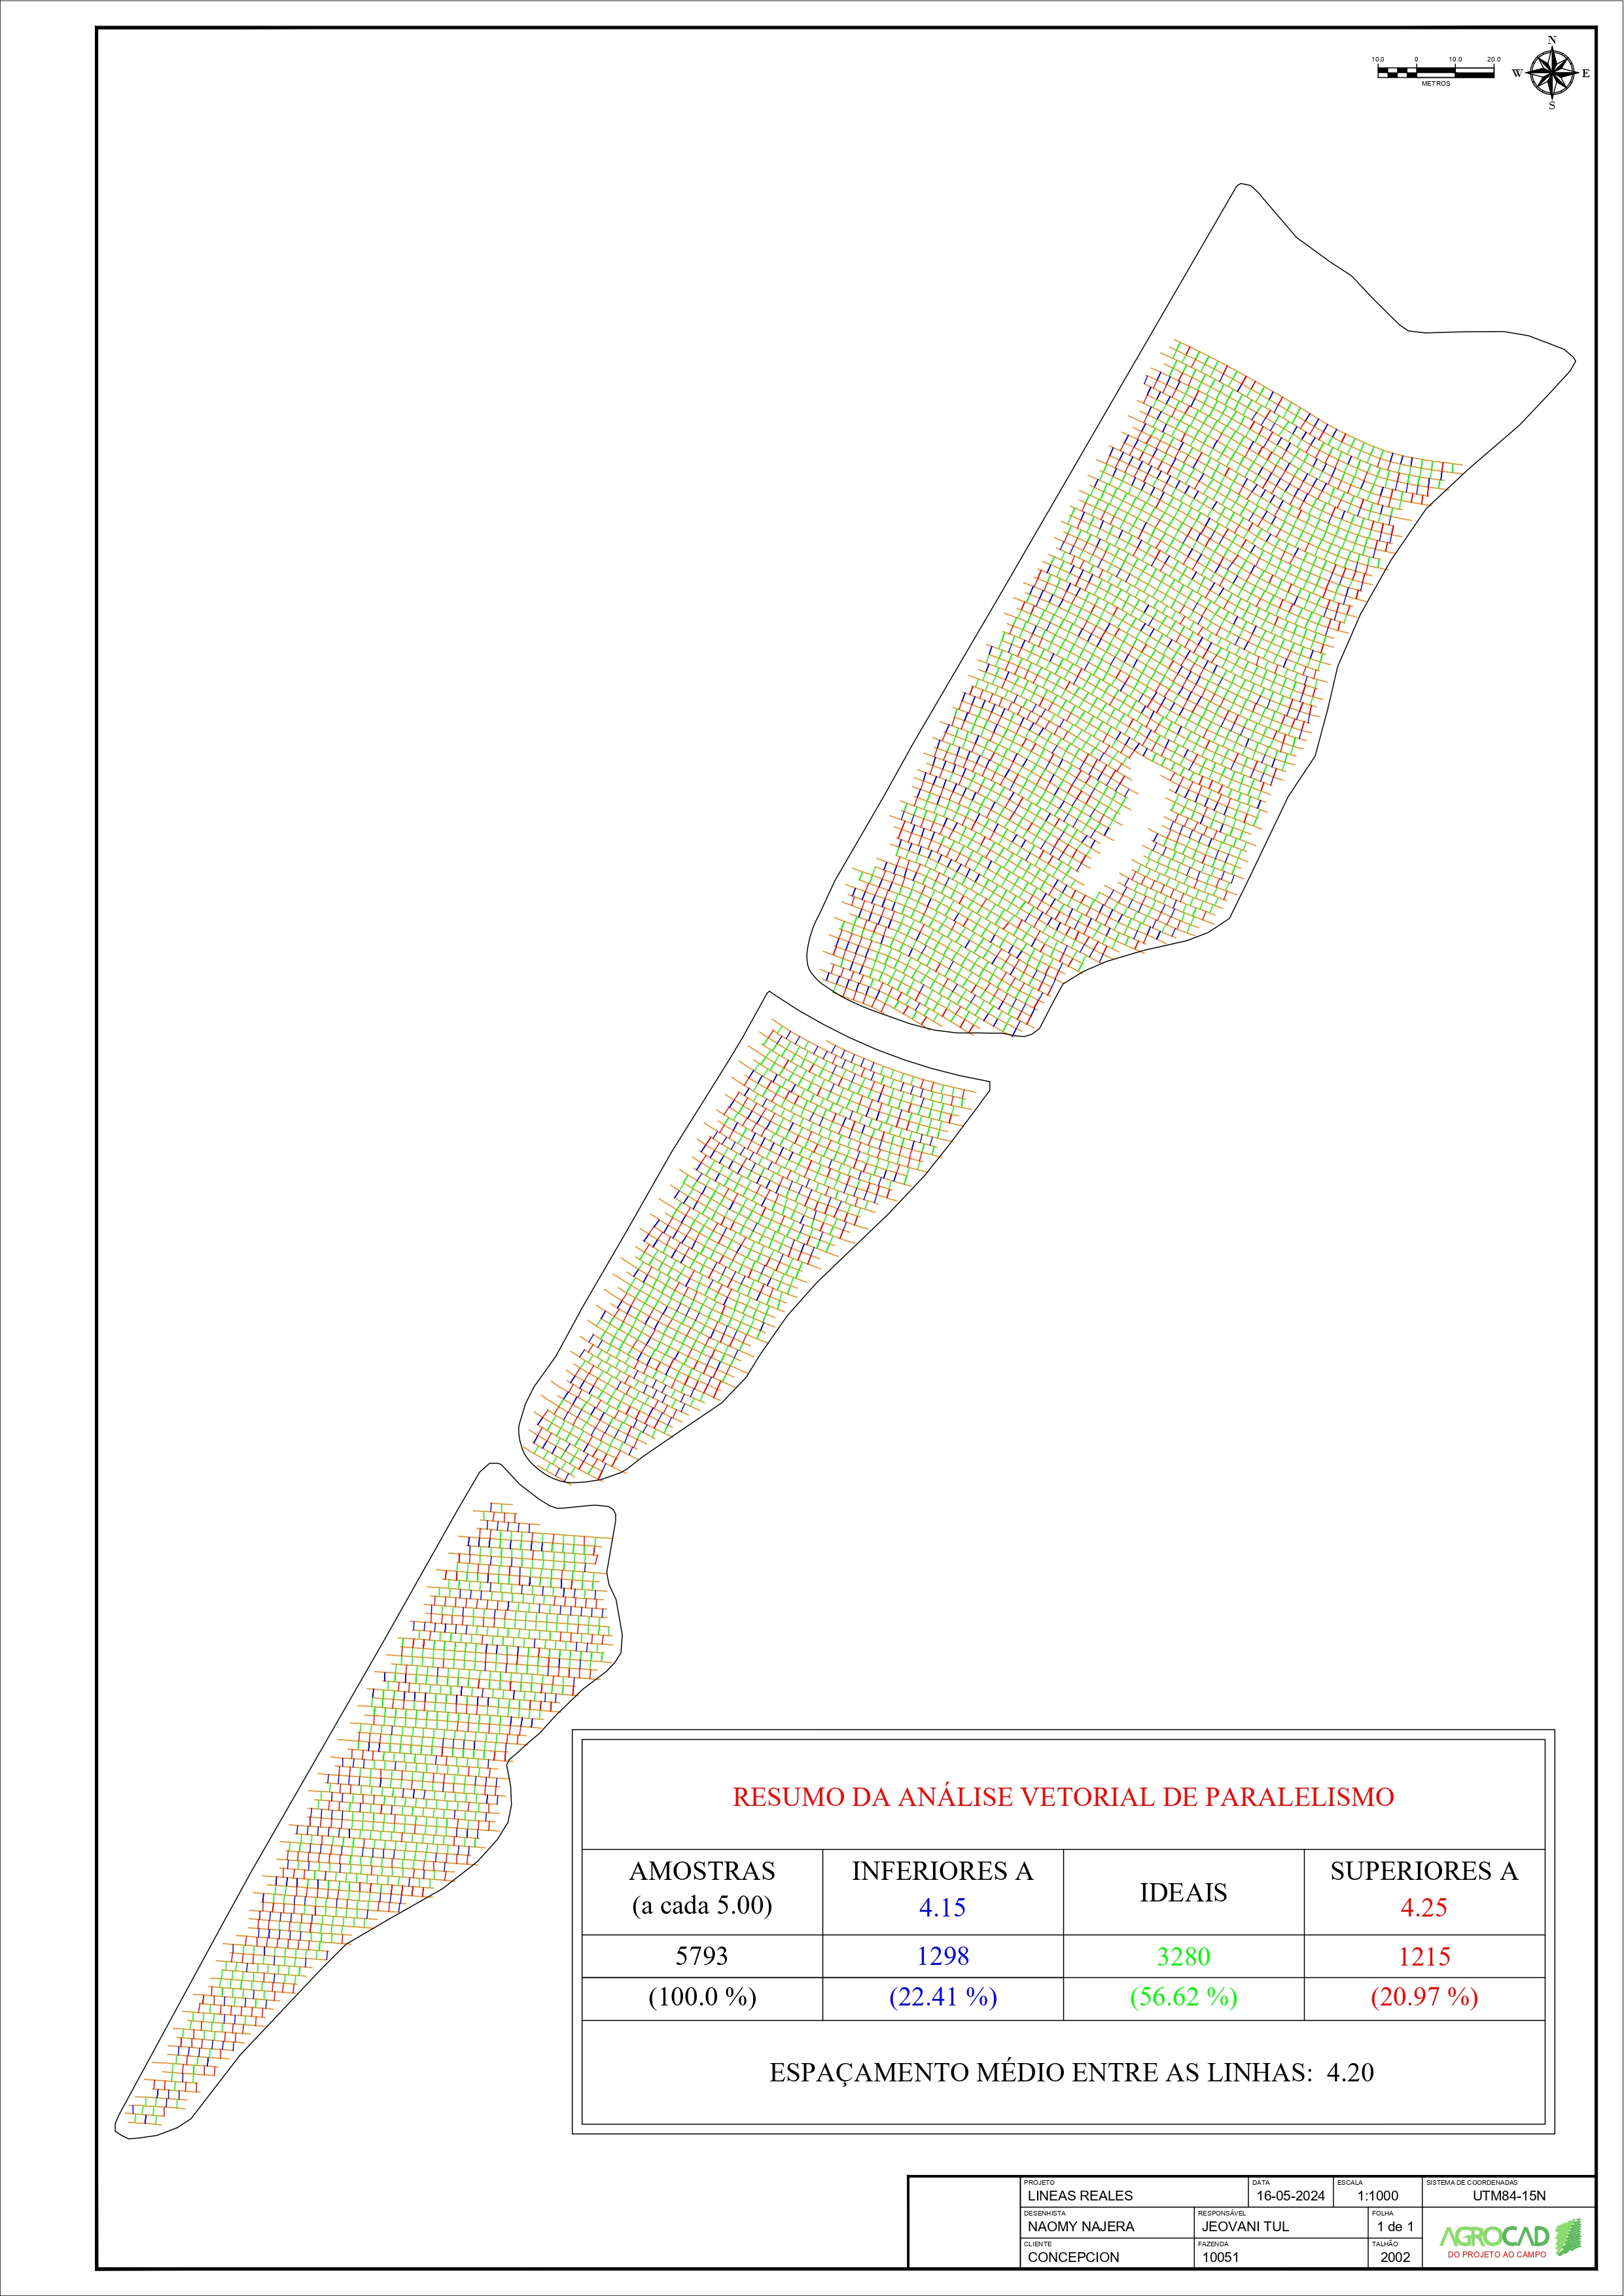 N
W
E
S
10.0 0 10.0 20.0
METROS
RESUMO DA ANÁLISE VETORIAL DE PARALELISMO
AMOSTRAS
(a cada 5.00)
INFERIORES A
4.15
IDEAIS
SUPERIORES A
4.25
5793 1298 3280 1215
(100.0 %) (22.41 %) (56.62 %) (20.97 %)
ESPAÇAMENTO MÉDIO ENTRE AS LINHAS: 4.20
PROJETO
LINEAS REALES
DATA
16-05-2024
ESCALA
1:1000
SISTEMA DE COORDENADAS
UTM84-15N
DESENHISTA
NAOMY NAJERA
RESPONSÁVEL
JEOVANI TUL
FOLHA
1 de 1
CLIENTE
CONCEPCION
FAZENDA
10051
TALHÃO
2002
AGROCAD
DO PROJETO AO CAMPO